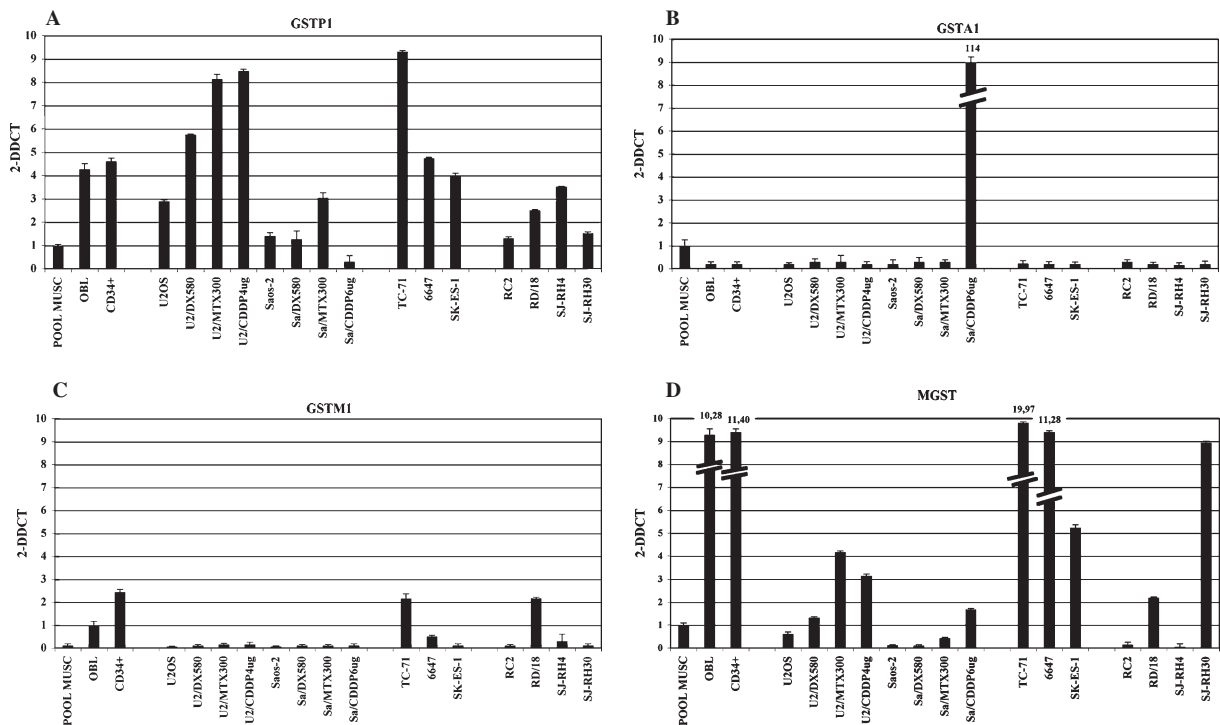 A
GSTP1
2-DDCT
10
9
8
7
6
5
4
3
2
1
0
POOL MUSC
OBL
CD34+
U2OS
U2/DX580
U2/MTX300
U2/CDDP4ug
Saos-2
Sa/DX580
Sa/MTX300
Sa/CDDP6ug
TC-71
6647
SK-ES-1
RC2
RD/18
SJ-RH4
SJ-RH30
B
GSTA1
114
2-DDCT
10
9
8
7
6
5
4
3
2
1
0
POOL MUSC
OBL
CD34+
U2OS
U2/DX580
U2/MTX300
U2/CDDP4ug
Saos-2
Sa/DX580
Sa/MTX300
Sa/CDDP6ug
TC-71
6647
SK-ES-1
RC2
RD/18
SJ-RH4
SJ-RH30
C
GSTM1
2-DDCT
10
9
8
7
6
5
4
3
2
1
0
POOL MUSC
OBL
CD34+
U2OS
U2/DX580
U2/MTX300
U2/CDDP4ug
Saos-2
Sa/DX580
Sa/MTX300
Sa/CDDP6ug
TC-71
6647
SK-ES-1
RC2
RD/18
SJ-RH4
SJ-RH30
D
MGST
10,28
11,40
19,97
11,28
2-DDCT
10
9
8
7
6
5
4
3
2
1
0
POOL MUSC
OBL
CD34+
U2OS
U2/DX580
U2/MTX300
U2/CDDP4ug
Saos-2
Sa/DX580
Sa/MTX300
Sa/CDDP6ug
TC-71
6647
SK-ES-1
RC2
RD/18
SJ-RH4
SJ-RH30